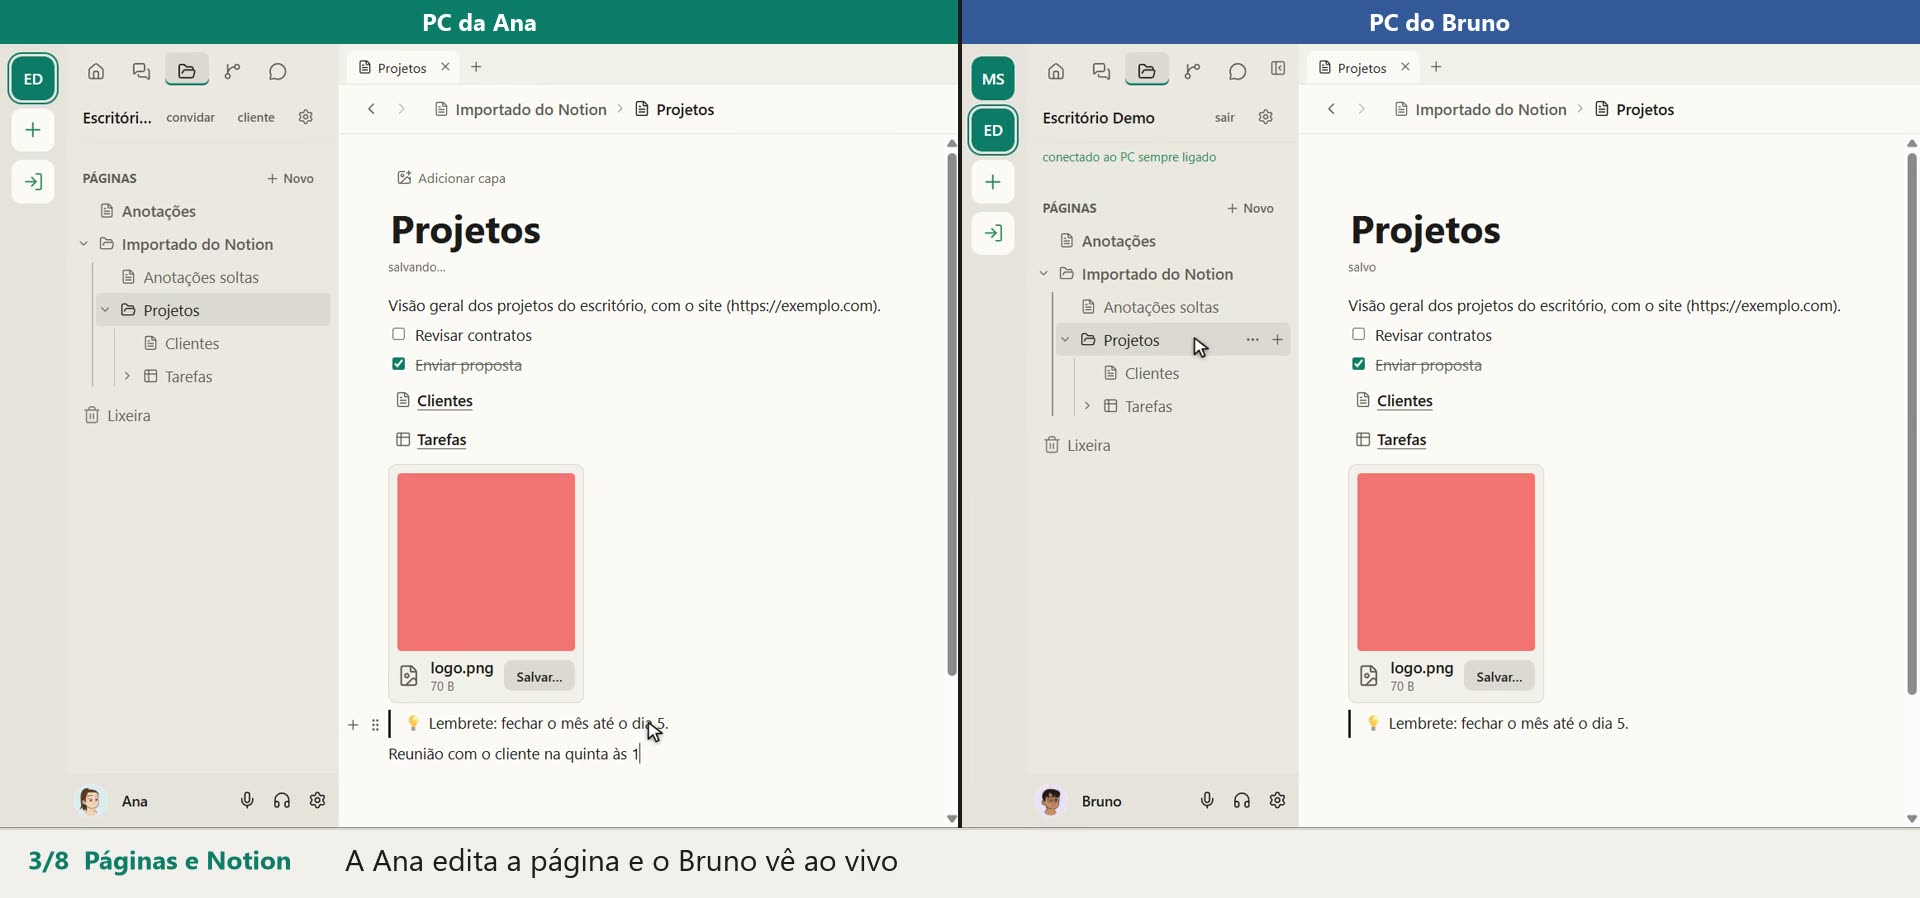 PC da Ana
ED
Escritóri... convidar cliente
PÁGINAS + Novo
Anotações
Importado do Notion
Anotações soltas
Projetos
Clientes
Tarefas
Lixeira
Ana
Projetos
Importado do Notion > Projetos
Adicionar capa
Projetos
salvando...
Visão geral dos projetos do escritório, com o site (https://exemplo.com).
Revisar contratos
Enviar proposta
Clientes
Tarefas
logo.png
70 B
Salvar...
Lembrete: fechar o mês até o dia 5.
Reunião com o cliente na quinta às 1
PC do Bruno
MS
ED
Escritório Demo sair
conectado ao PC sempre ligado
PÁGINAS + Novo
Anotações
Importado do Notion
Anotações soltas
Projetos
Clientes
Tarefas
Lixeira
Bruno
Projetos
Importado do Notion > Projetos
Projetos
salvo
Visão geral dos projetos do escritório, com o site (https://exemplo.com).
Revisar contratos
Enviar proposta
Clientes
Tarefas
logo.png
70 B
Salvar...
Lembrete: fechar o mês até o dia 5.
3/8 Páginas e Notion A Ana edita a página e o Bruno vê ao vivo